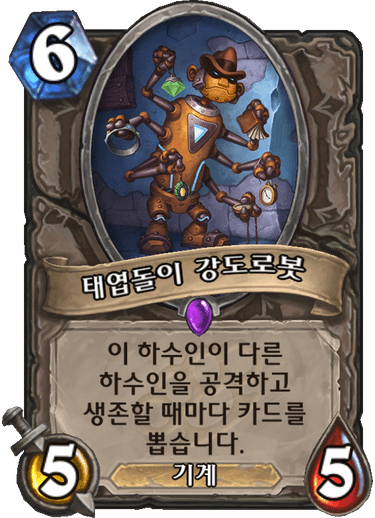 6
태엽돌이 강도로봇
이 하수인이 다른
하수인을 공격하고
생존할 때마다 카드를
뽑습니다.
5
기계
5